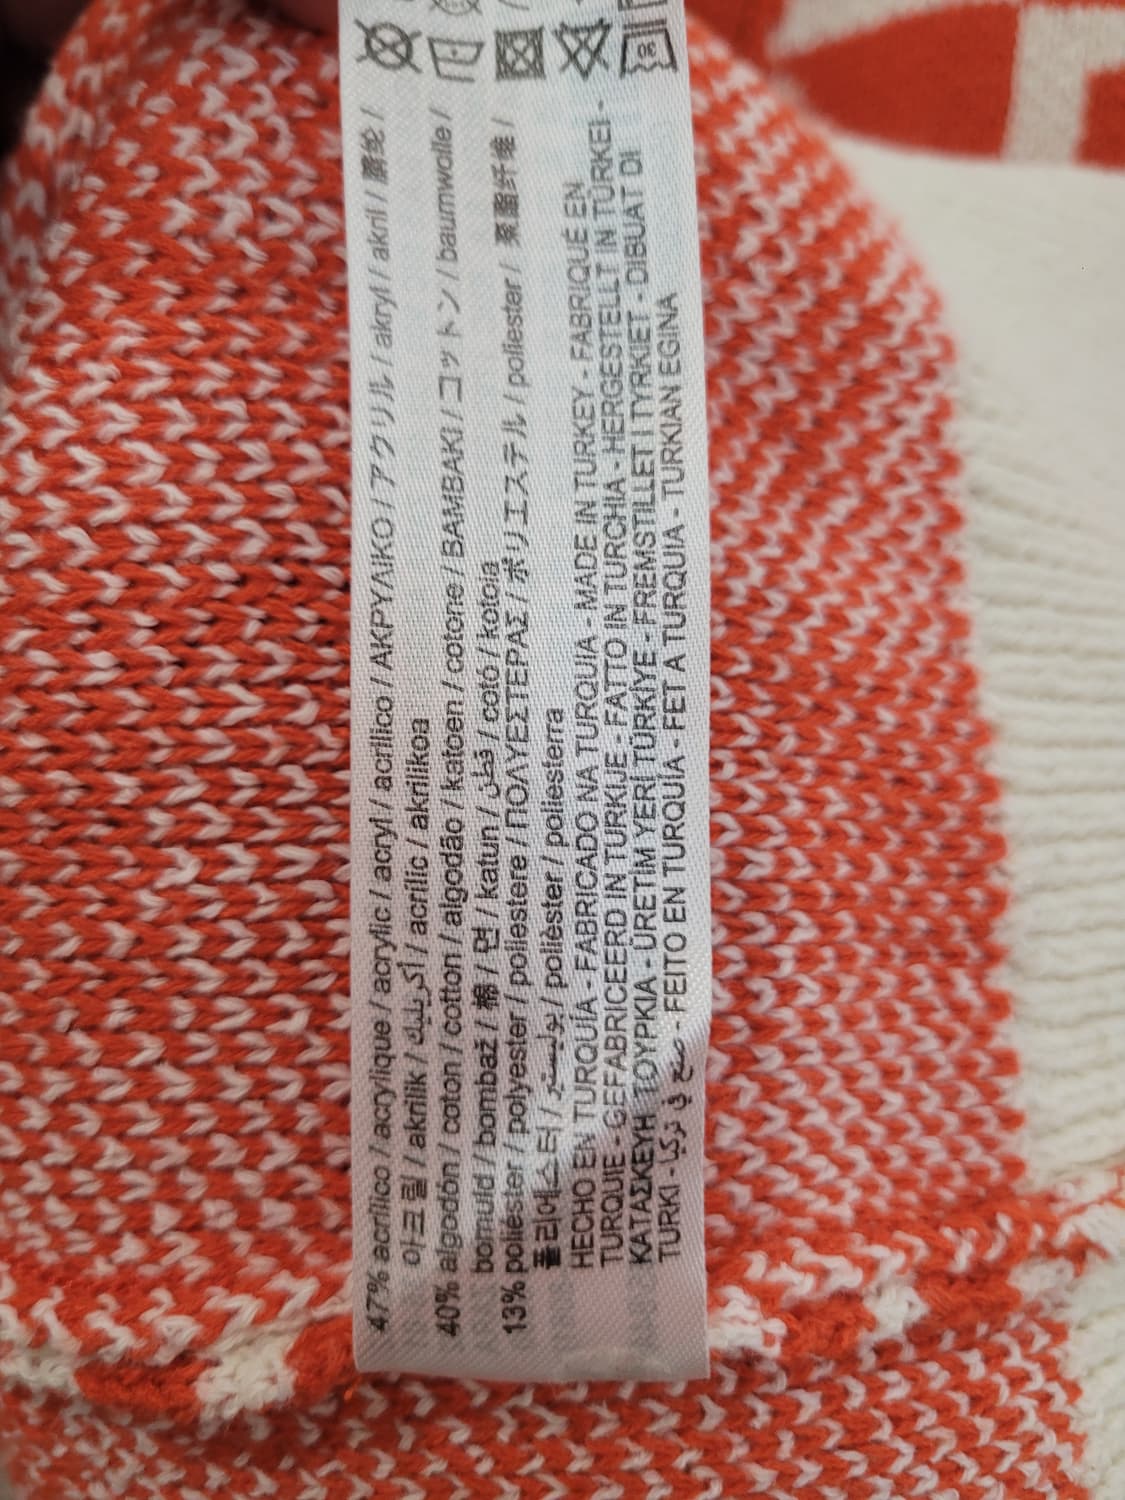 47% acrílico / acrylique / acrylic / acryl / acrilico / ΑΚΡΥΛΙΚΟ / アクリル / akryl / akril / 腈纶 /
아크릴 / akrilik / أكريليك / acrílic / akrilikoa
40% algodón / coton / cotton / algodão / katoen / cotone / ΒΑΜΒΑΚΙ / コットン / baumwolle /
bomuld / bombaž / 棉 / 면 / katun / قطن / cotó / kotoia
13% poliéster / polyester / poliestere / ΠΟΛΥΕΣΤΕΡΑΣ / ポリエステル / poliester / 聚酯纤维 /
폴리에스터 / بوليستر / polièster / poliesterra
HECHO EN TURQUÍA - FABRICADO NA TURQUIA - MADE IN TURKEY - FABRIQUÉ EN
TURQUIE - GEFABRICEERD IN TURKIJE - FATTO IN TURCHIA - HERGESTELLT IN TÜRKEI -
ΚΑΤΑΣΚΕΥΗ ΤΟΥΡΚΙΑ - ÜRETİM YERİ TÜRKİYE - FREMSTILLET I TYRKIET - DIBUAT DI
TURKI - صنع في تركيا - FEITO EN TURQUÍA - FET A TURQUIA - TURKIAN EGINA